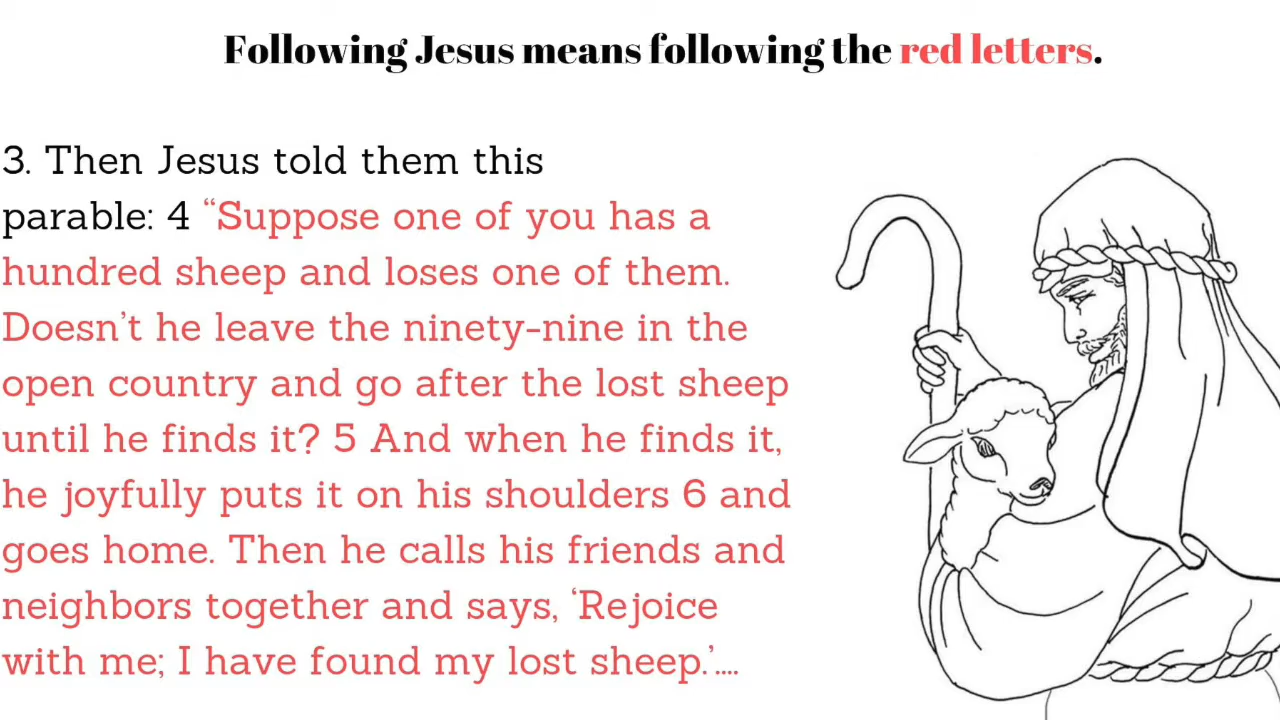 Following Jesus means following the red letters.
3. Then Jesus told them this
parable: 4 “Suppose one of you has a
hundred sheep and loses one of them.
Doesn’t he leave the ninety-nine in the
open country and go after the lost sheep
until he finds it? 5 And when he finds it,
he joyfully puts it on his shoulders 6 and
goes home. Then he calls his friends and
neighbors together and says, ‘Rejoice
with me; I have found my lost sheep.’....